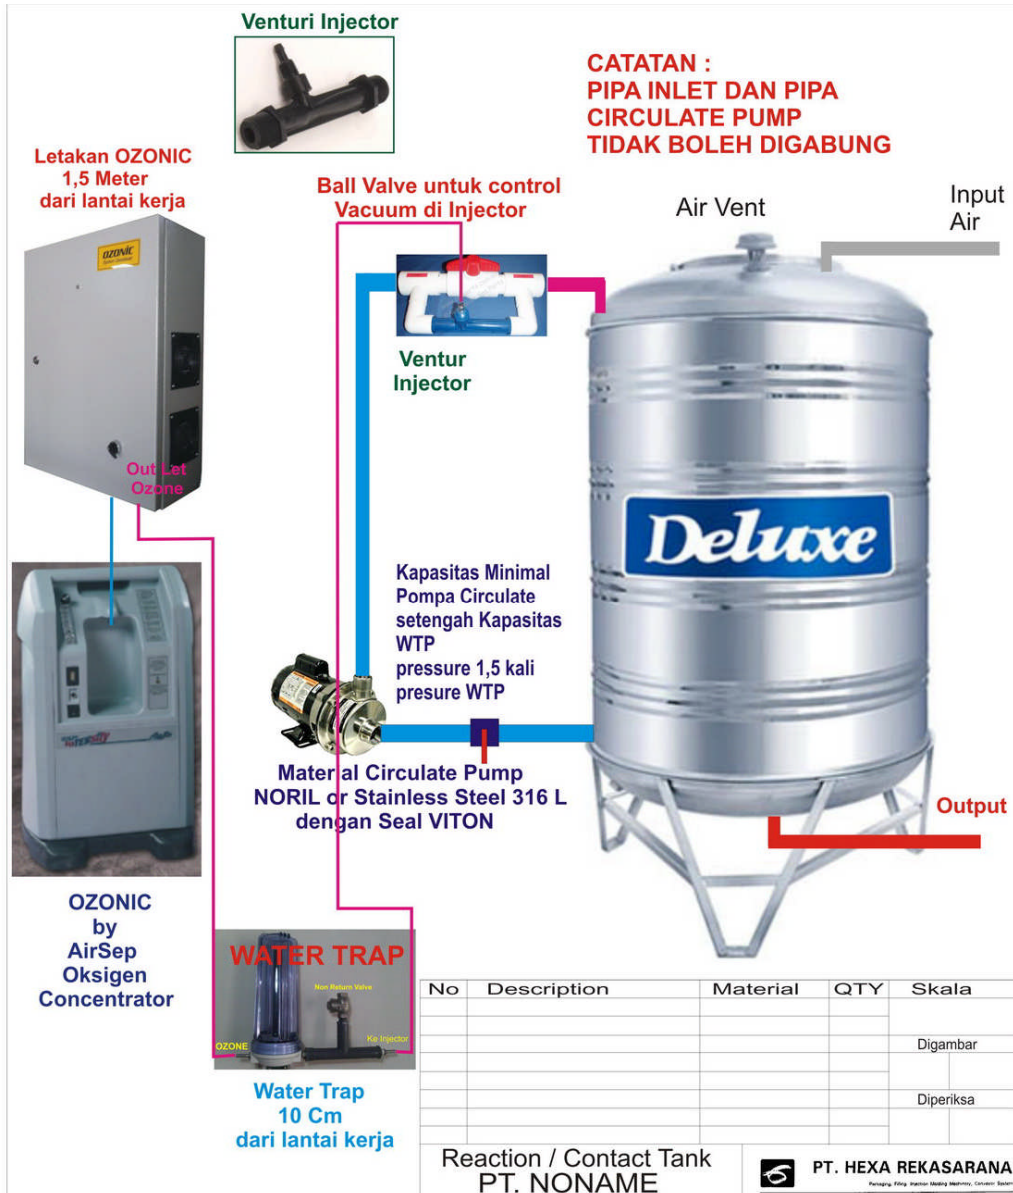 Venturi Injector
CATATAN :
PIPA INLET DAN PIPA
CIRCULATE PUMP
TIDAK BOLEH DIGABUNG
Letakan OZONIC
1,5 Meter
dari lantai kerja
Ball Valve untuk control
Vacuum di Injector
Air Vent
Input
Air
OZONIC
Ventur
Injector
Out Let
Ozone
Deluxe
Kapasitas Minimal
Pompa Circulate
setengah Kapasitas
WTP
pressure 1,5 kali
presure WTP
Material Circulate Pump
NORIL or Stainless Steel 316 L
dengan Seal VITON
Output
OZONIC
by
AirSep
Oksigen
Concentrator
WATER TRAP
Non Return Valve
OZONE
Ke Injector
Water Trap
10 Cm
dari lantai kerja
No Description Material QTY Skala
Digambar
Diperiksa
Reaction / Contact Tank
PT. NONAME
PT. HEXA REKASARANA